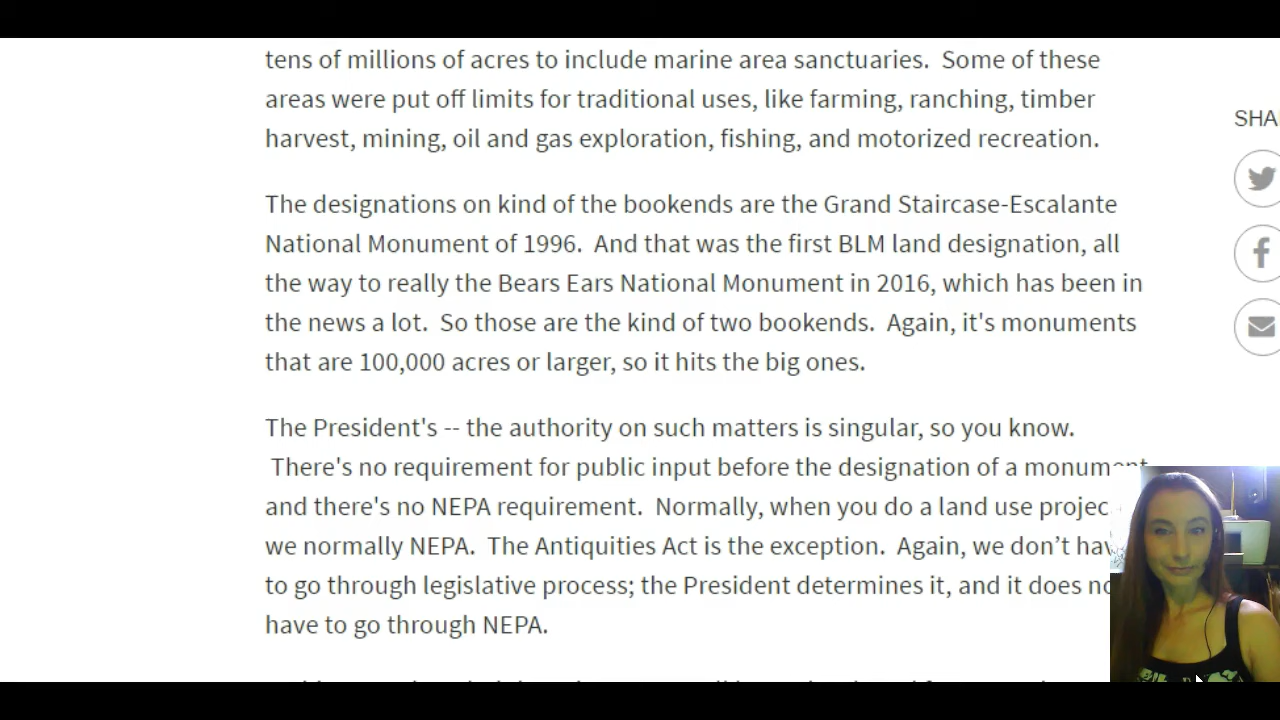 tens of millions of acres to include marine area sanctuaries.  Some of these
areas were put off limits for traditional uses, like farming, ranching, timber
harvest, mining, oil and gas exploration, fishing, and motorized recreation.
The designations on kind of the bookends are the Grand Staircase-Escalante
National Monument of 1996.  And that was the first BLM land designation, all
the way to really the Bears Ears National Monument in 2016, which has been in
the news a lot.  So those are the kind of two bookends.  Again, it's monuments
that are 100,000 acres or larger, so it hits the big ones.
The President's -- the authority on such matters is singular, so you know.
There's no requirement for public input before the designation of a monument
and there's no NEPA requirement.  Normally, when you do a land use projec
we normally NEPA.  The Antiquities Act is the exception.  Again, we don't hav
to go through legislative process; the President determines it, and it does no
have to go through NEPA.
SHA